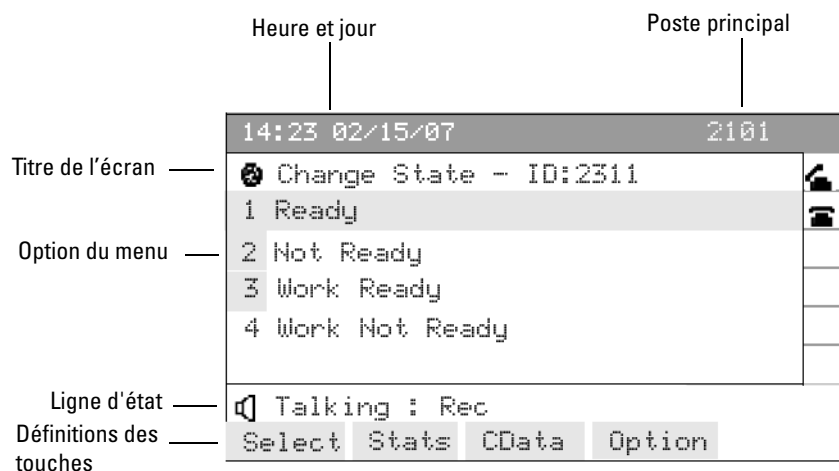 Heure et jour
Poste principal
14:23 02/15/07 2101
Titre de l’écran
Change State - ID:2311
1 Ready
Option du menu
2 Not Ready
3 Work Ready
4 Work Not Ready
Ligne d'état
Talking : Rec
Définitions des
touches
Select Stats CData Option